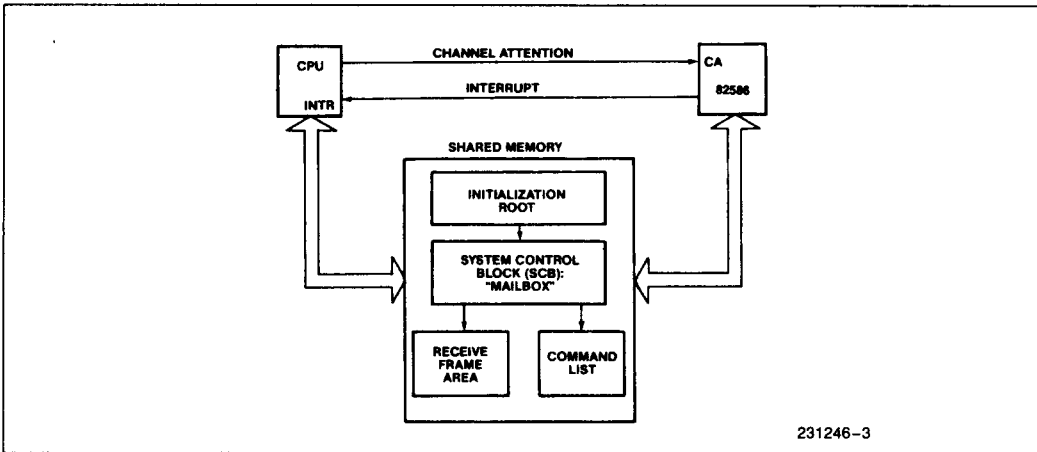 CHANNEL ATTENTION
CPU
CA
82586
INTERRUPT
INTR
SHARED MEMORY
INITIALIZATION
ROOT
SYSTEM CONTROL
BLOCK (SCB):
"MAILBOX"
RECEIVE
FRAME
AREA
COMMAND
LIST
231246-3